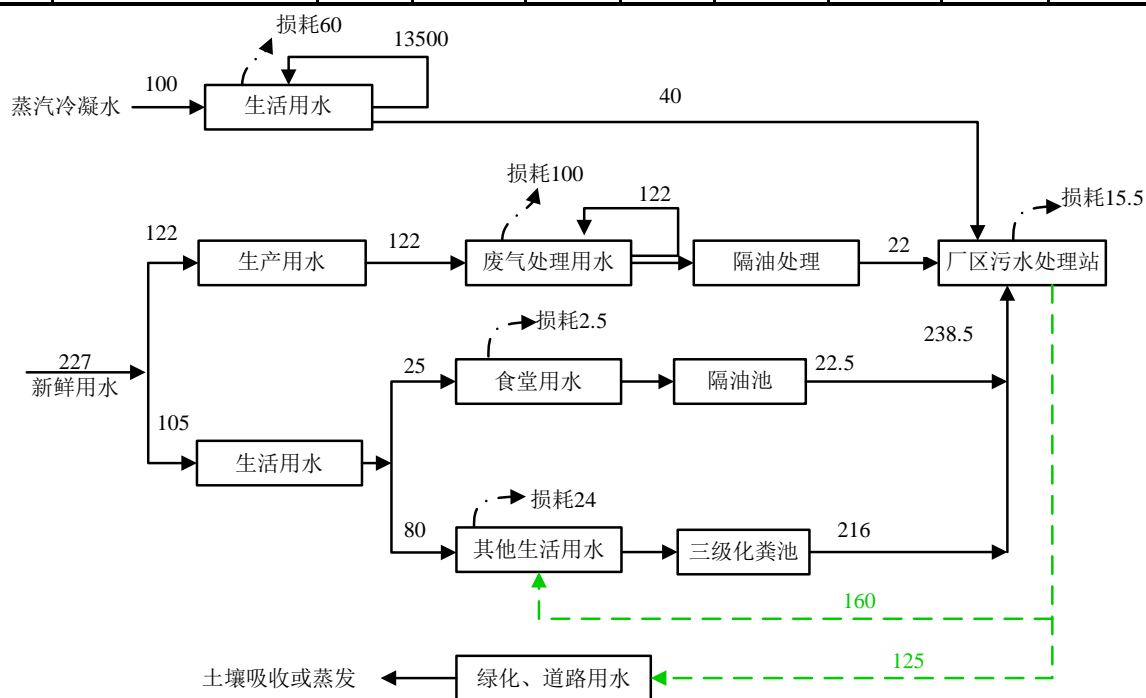 损耗60
13500
100
蒸汽冷凝水
生活用水
40
损耗100
122
损耗15.5
122
生产用水
122
废气处理用水
隔油处理
22
厂区污水处理站
损耗2.5
238.5
227
新鲜用水
25
食堂用水
隔油池
22.5
105
生活用水
损耗24
80
其他生活用水
三级化粪池
216
160
125
土壤吸收或蒸发
绿化、道路用水